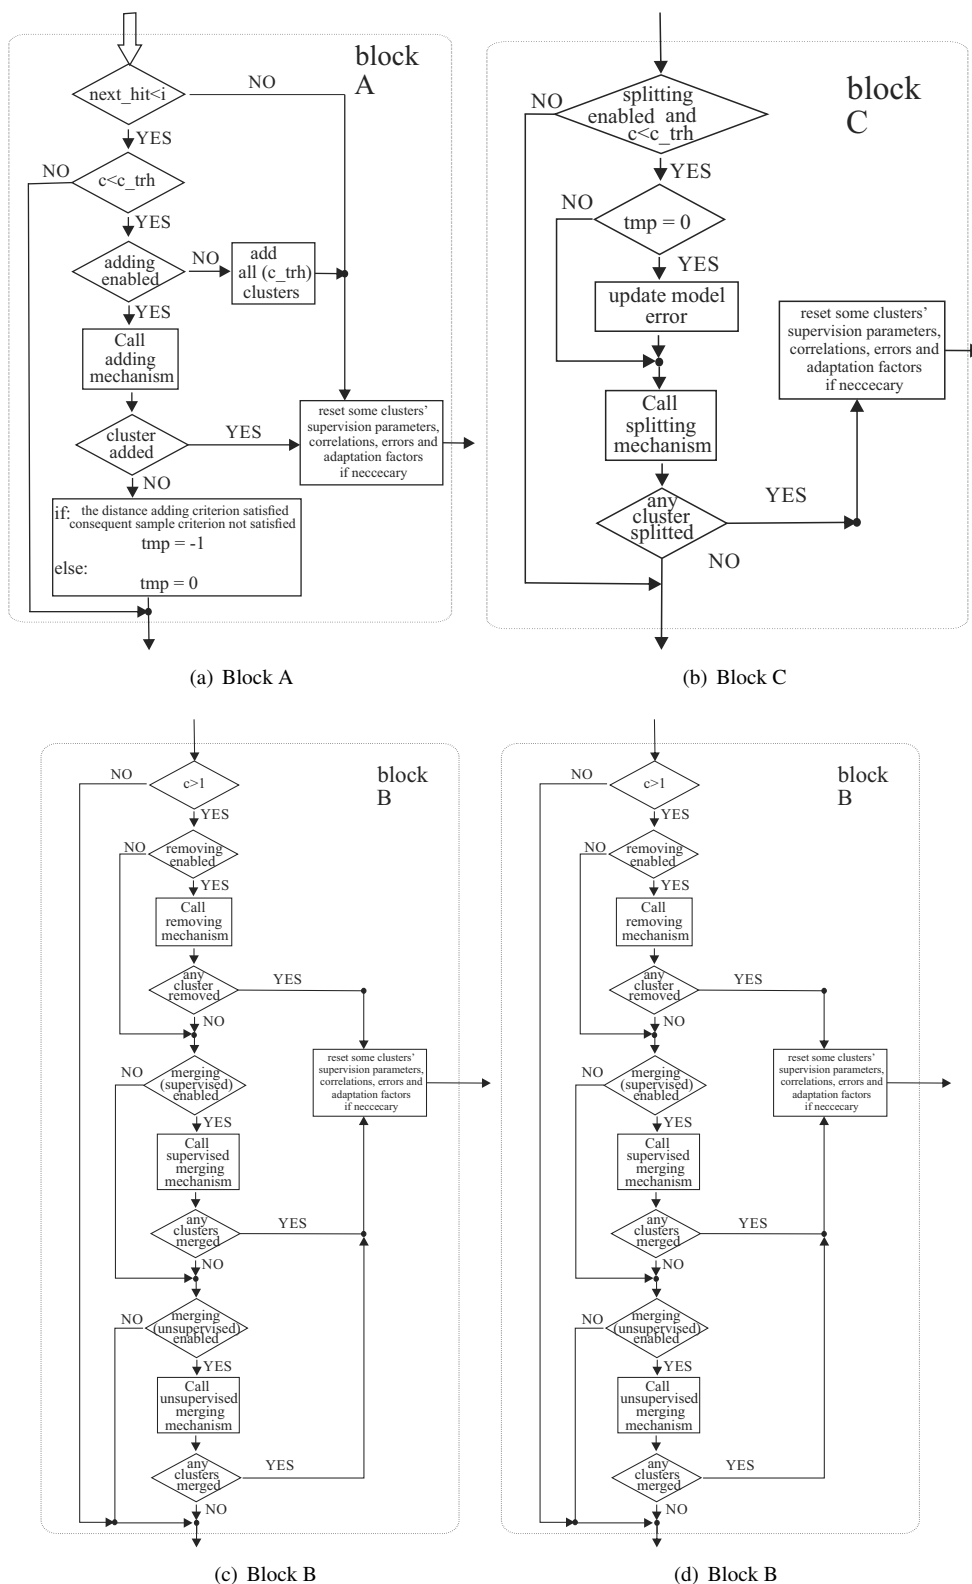 block
A
next_hit<i
NO
YES
NO
c<c_trh
YES
adding
enabled
NO
add
all (c_trh)
clusters
YES
Call
adding
mechanism
cluster
added
YES
reset some clusters'
supervision parameters,
correlations, errors and
adaptation factors
if neccecary
NO
if: the distance adding criterion satisfied
consequent sample criterion not satisfied
tmp = -1
else:
tmp = 0
(a) Block A
block
C
NO
splitting
enabled and
c<c_trh
YES
NO
tmp = 0
YES
update model
error
reset some clusters'
supervision parameters,
correlations, errors and
adaptation factors
if neccecary
Call
splitting
mechanism
any
cluster
splitted
YES
NO
(b) Block C
block
B
NO
c>1
YES
NO
removing
enabled
YES
Call
removing
mechanism
any
cluster
removed
YES
NO
reset some clusters'
supervision parameters,
correlations, errors and
adaptation factors
if neccecary
NO
merging
(supervised)
enabled
YES
Call
supervised
merging
mechanism
any
clusters
merged
YES
NO
NO
merging
(unsupervised)
enabled
YES
Call
unsupervised
merging
mechanism
any
clusters
merged
YES
NO
(c) Block B
block
B
NO
c>1
YES
NO
removing
enabled
YES
Call
removing
mechanism
any
cluster
removed
YES
NO
reset some clusters'
supervision parameters,
correlations, errors and
adaptation factors
if neccecary
NO
merging
(supervised)
enabled
YES
Call
supervised
merging
mechanism
any
clusters
merged
YES
NO
NO
merging
(unsupervised)
enabled
YES
Call
unsupervised
merging
mechanism
any
clusters
merged
YES
NO
(d) Block B